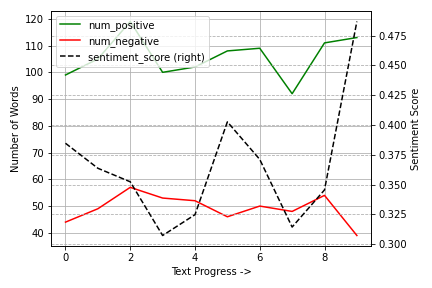 num_positive
num_negative
sentiment_score (right)
120
110
100
90
80
70
60
50
40
Number of Words
0.475
0.450
0.425
0.400
0.375
0.350
0.325
0.300
Sentiment Score
0 2 4 6 8
Text Progress ->